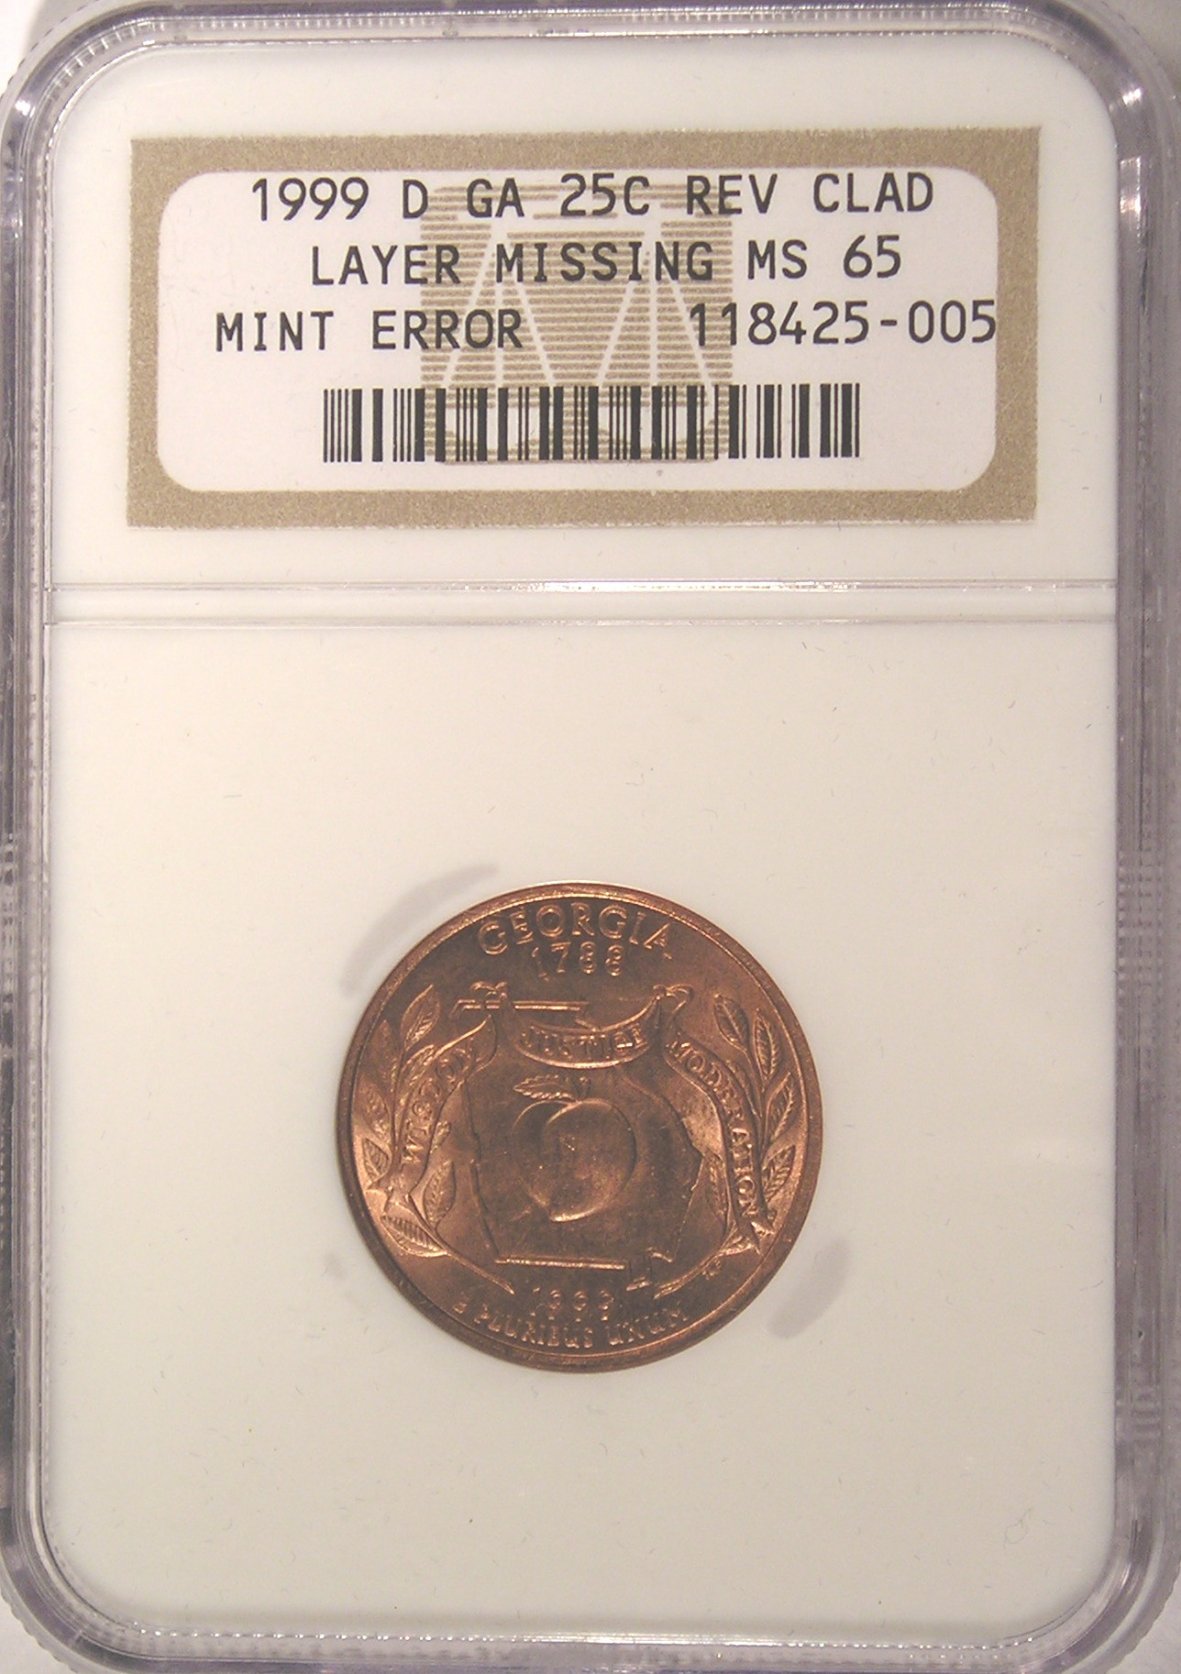 1999 D GA 25C REV CLAD
LAYER MISSING MS 65
MINT ERROR 118425-005
GEORGIA
1788
JUSTICE
WISDOM
MODERATION
1999
E PLURIBUS UNUM